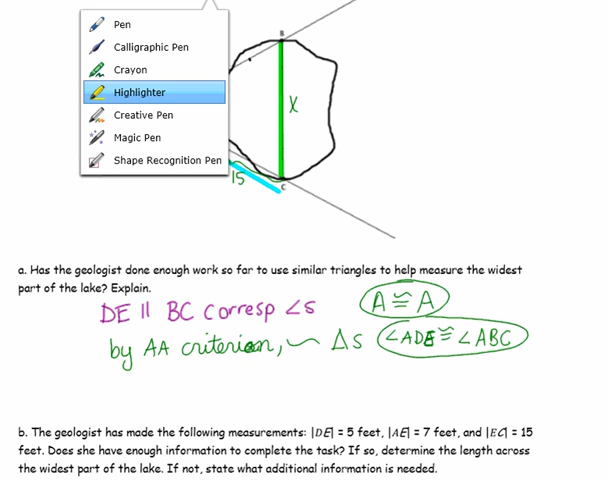 Pen
Calligraphic Pen
Crayon
Highlighter
Creative Pen
Magic Pen
Shape Recognition Pen
B
X
15
C
a. Has the geologist done enough work so far to use similar triangles to help measure the widest
part of the lake? Explain.
DE || BC corresp ∠s
A ≅ A
by AA criterion, ~ Δs
∠ADE ≅ ∠ABC
b. The geologist has made the following measurements: |DE| = 5 feet, |AE| = 7 feet, and |EC| = 15
feet. Does she have enough information to complete the task? If so, determine the length across
the widest part of the lake. If not, state what additional information is needed.